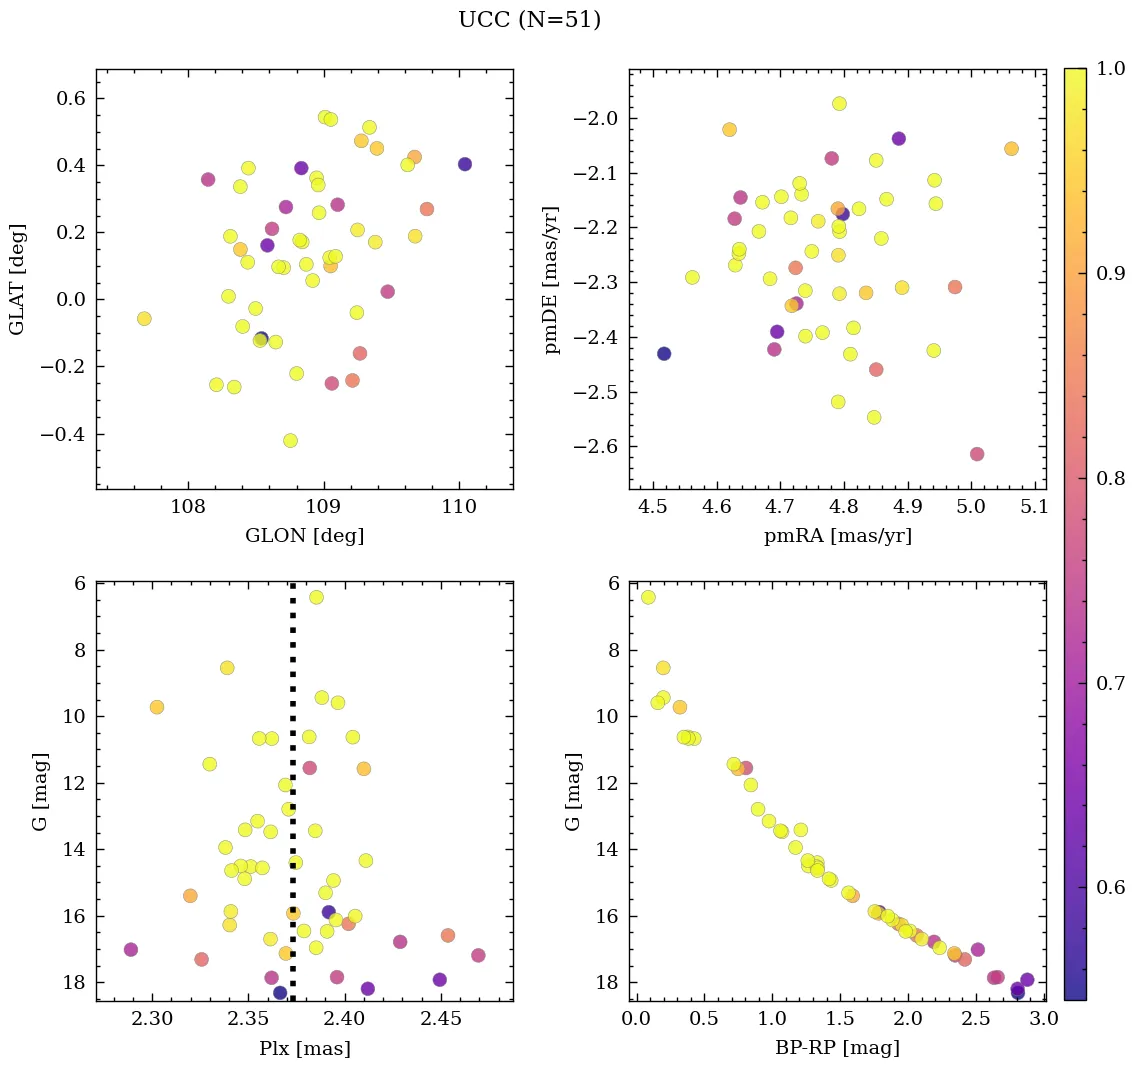 UCC (N=51)
0.6
0.4
0.2
0.0
−0.2
−0.4
GLAT [deg]
108 109 110
GLON [deg]
−2.0
−2.1
−2.2
−2.3
−2.4
−2.5
−2.6
pmDE [mas/yr]
4.5 4.6 4.7 4.8 4.9 5.0 5.1
pmRA [mas/yr]
1.0
0.9
0.8
0.7
0.6
6
8
10
12
14
16
18
G [mag]
2.30 2.35 2.40 2.45
Plx [mas]
6
8
10
12
14
16
18
G [mag]
0.0 0.5 1.0 1.5 2.0 2.5 3.0
BP-RP [mag]